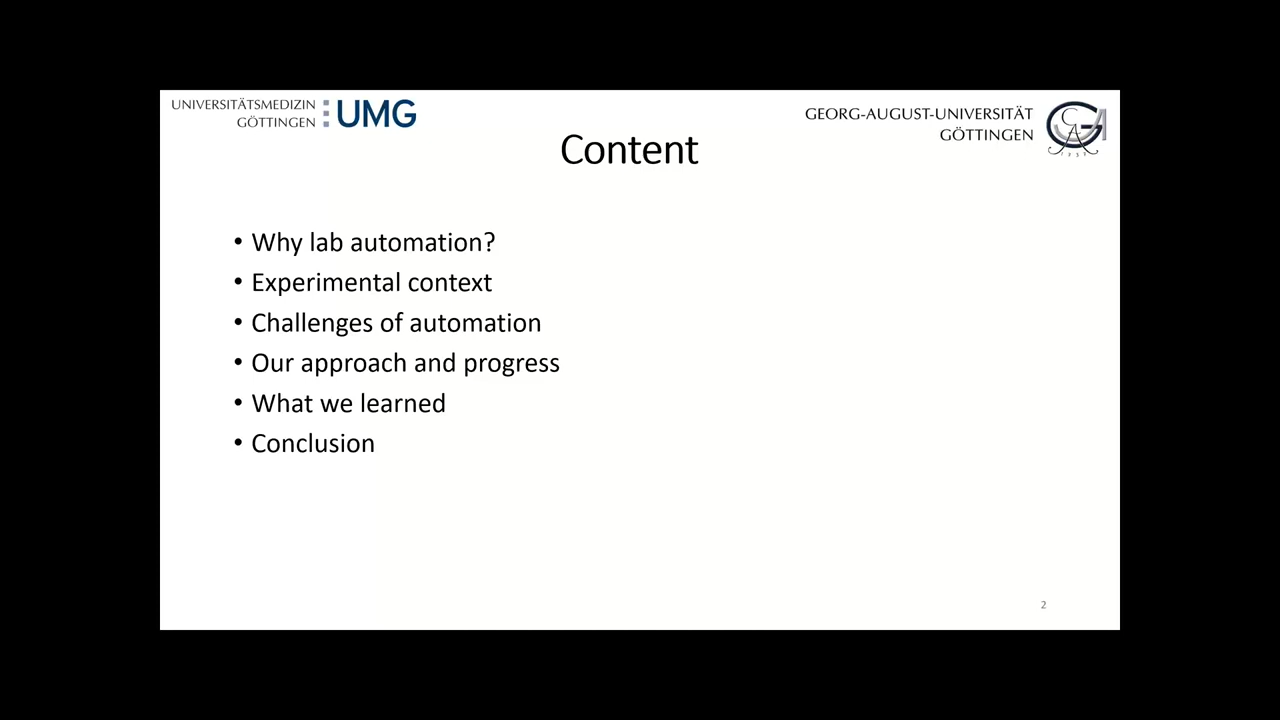 UNIVERSITÄTSMEDIZIN
GÖTTINGEN
UMG
GEORG-AUGUST-UNIVERSITÄT
GÖTTINGEN
Content
• Why lab automation?
• Experimental context
• Challenges of automation
• Our approach and progress
• What we learned
• Conclusion
2